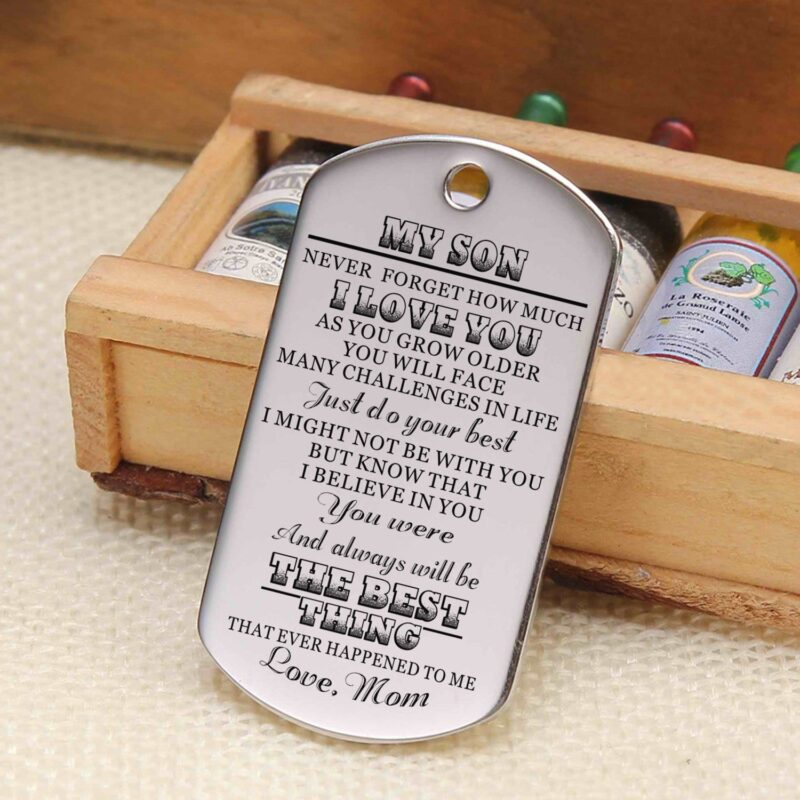 MY SON
NEVER FORGET HOW MUCH
I LOVE YOU
AS YOU GROW OLDER
YOU WILL FACE
MANY CHALLENGES IN LIFE
Just do your best
I MIGHT NOT BE WITH YOU
BUT KNOW THAT
I BELIEVE IN YOU
You were
And always will be
THE BEST
THING
THAT EVER HAPPENED TO ME
Love, Mom
La Roseraie
de Gruaud Larose
SAINT-JULIEN